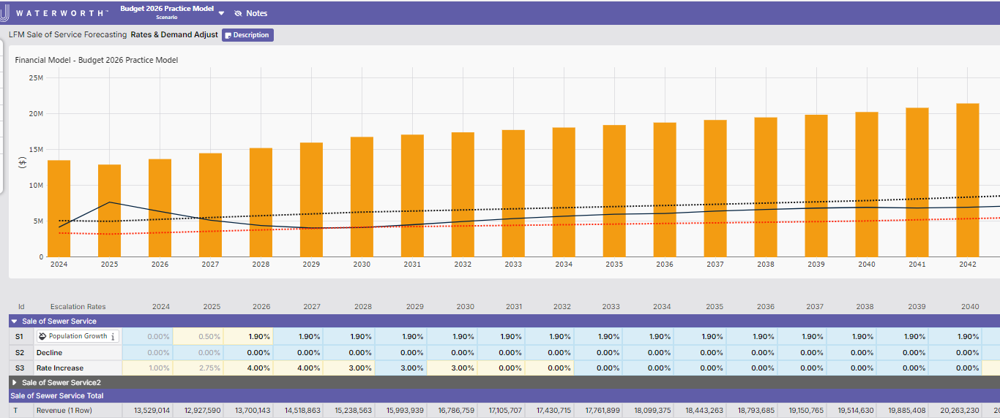 WATERWORTH™ Budget 2026 Practice Model Notes
Scenario
LFM Sale of Service Forecasting Rates & Demand Adjust Description
Financial Model - Budget 2026 Practice Model
25M
20M
15M
($)
10M
5M
0
2024 2025 2026 2027 2028 2029 2030 2031 2032 2033 2034 2035 2036 2037 2038 2039 2040 2041 2042
Id Escalation Rates 2024 2025 2026 2027 2028 2029 2030 2031 2032 2033 2034 2035 2036 2037 2038 2039 2040
Sale of Sewer Service
S1 Population Growth i 0.00% 0.50% 1.90% 1.90% 1.90% 1.90% 1.90% 1.90% 1.90% 1.90% 1.90% 1.90% 1.90% 1.90% 1.90% 1.90% 1.90%
S2 Decline 0.00% 0.00% 0.00% 0.00% 0.00% 0.00% 0.00% 0.00% 0.00% 0.00% 0.00% 0.00% 0.00% 0.00% 0.00% 0.00% 0.00%
S3 Rate Increase 1.00% 2.75% 4.00% 4.00% 3.00% 3.00% 3.00% 0.00% 0.00% 0.00% 0.00% 0.00% 0.00% 0.00% 0.00% 0.00% 0.00%
Sale of Sewer Service2
Sale of Sewer Service Total
T Revenue (1 Row) 13,529,014 12,927,590 13,700,143 14,518,863 15,238,563 15,993,939 16,786,759 17,105,707 17,430,715 17,761,899 18,099,375 18,443,263 18,793,685 19,150,765 19,514,630 19,885,408 20,263,230